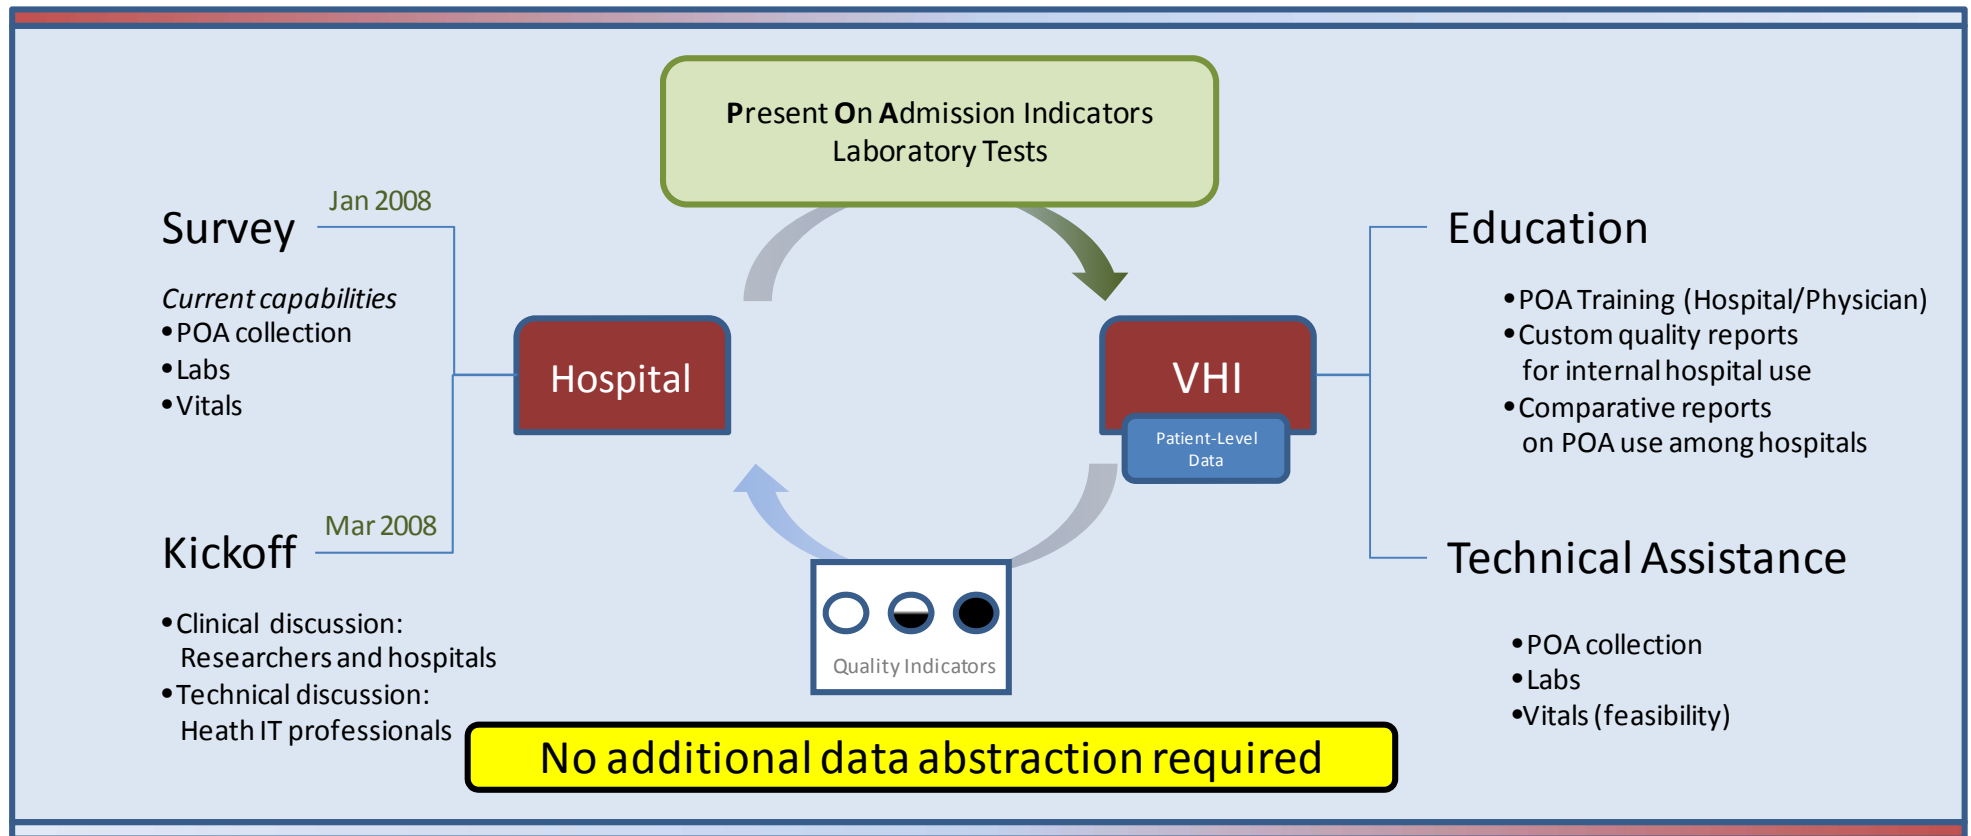 Present On Admission Indicators
Laboratory Tests
Jan 2008
Survey
Current capabilities
•POA collection
•Labs
•Vitals
Mar 2008
Kickoff
•Clinical discussion:
Researchers and hospitals
•Technical discussion:
Heath IT professionals
Hospital
VHI
Patient-Level
Data
Quality Indicators
Education
•POA Training (Hospital/Physician)
•Custom quality reports
for internal hospital use
•Comparative reports
on POA use among hospitals
Technical Assistance
•POA collection
•Labs
•Vitals (feasibility)
No additional data abstraction required